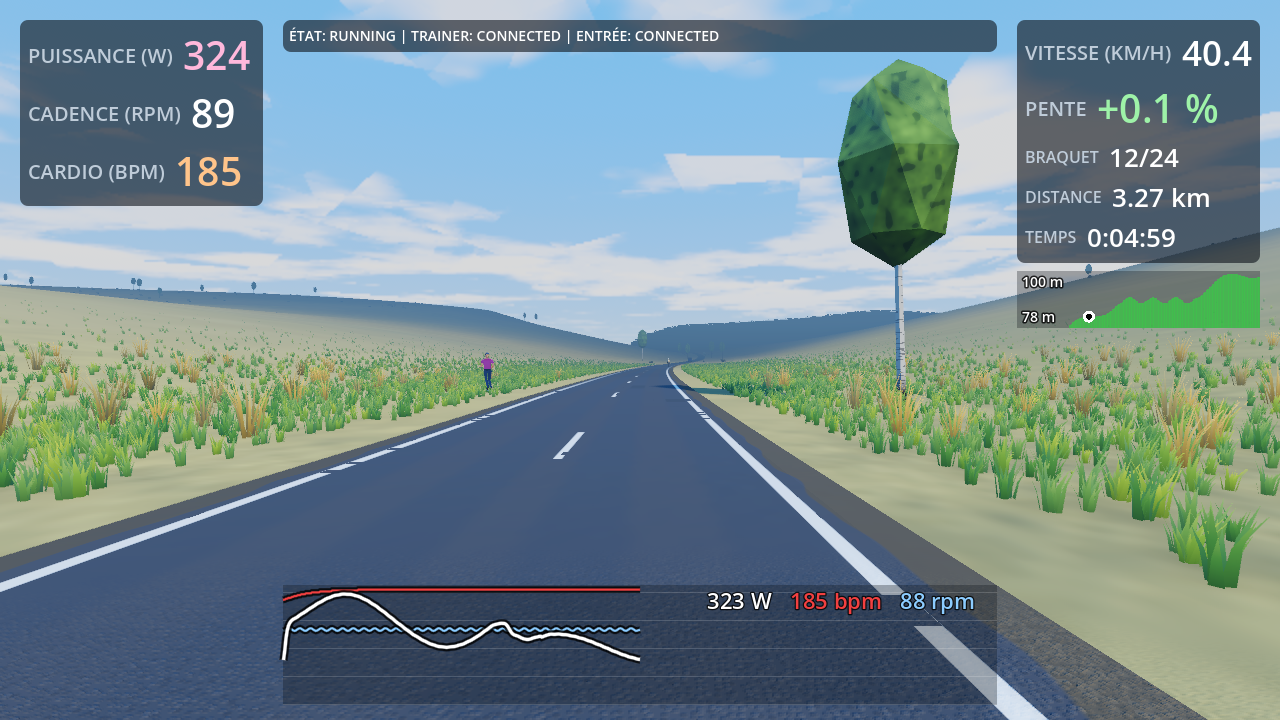 PUISSANCE (W) 324
CADENCE (RPM) 89
CARDIO (BPM) 185
ÉTAT: RUNNING | TRAINER: CONNECTED | ENTRÉE: CONNECTED
VITESSE (KM/H) 40.4
PENTE +0.1 %
BRAQUET 12/24
DISTANCE 3.27 km
TEMPS 0:04:59
100 m
78 m
323 W 185 bpm 88 rpm